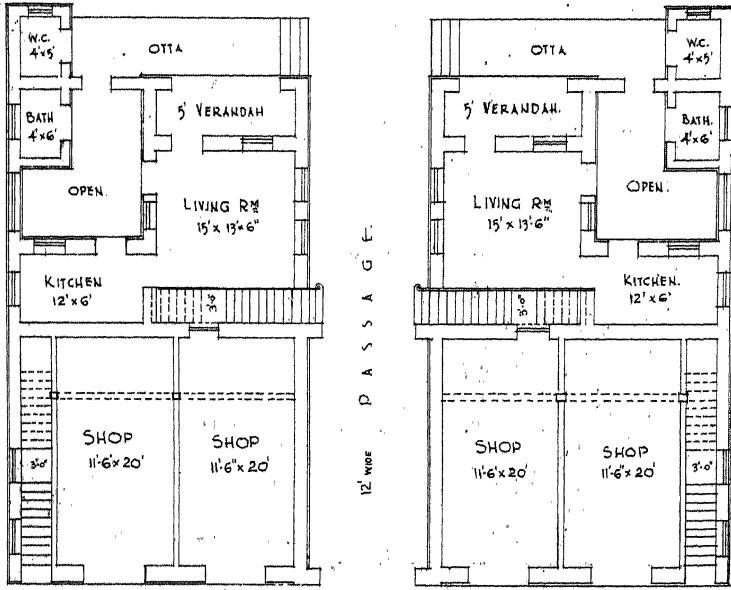 W.C.
4'x5'
OTTA
BATH
4'x6'
5' VERANDAH
OPEN.
LIVING RM
15' x 13'-6"
KITCHEN
12' x 6'
3'-0"
SHOP
11'-6" x 20'
SHOP
11'-6" x 20'
3'-0"
12' WIDE PASSAGE
OTTA
W.C.
4'x5'
5' VERANDAH.
BATH.
4'x6'
LIVING RM
15' x 13'-6"
OPEN.
KITCHEN.
12' x 6'
3'-0"
SHOP
11'-6" x 20'
SHOP
11'-6" x 20'
3'-0"